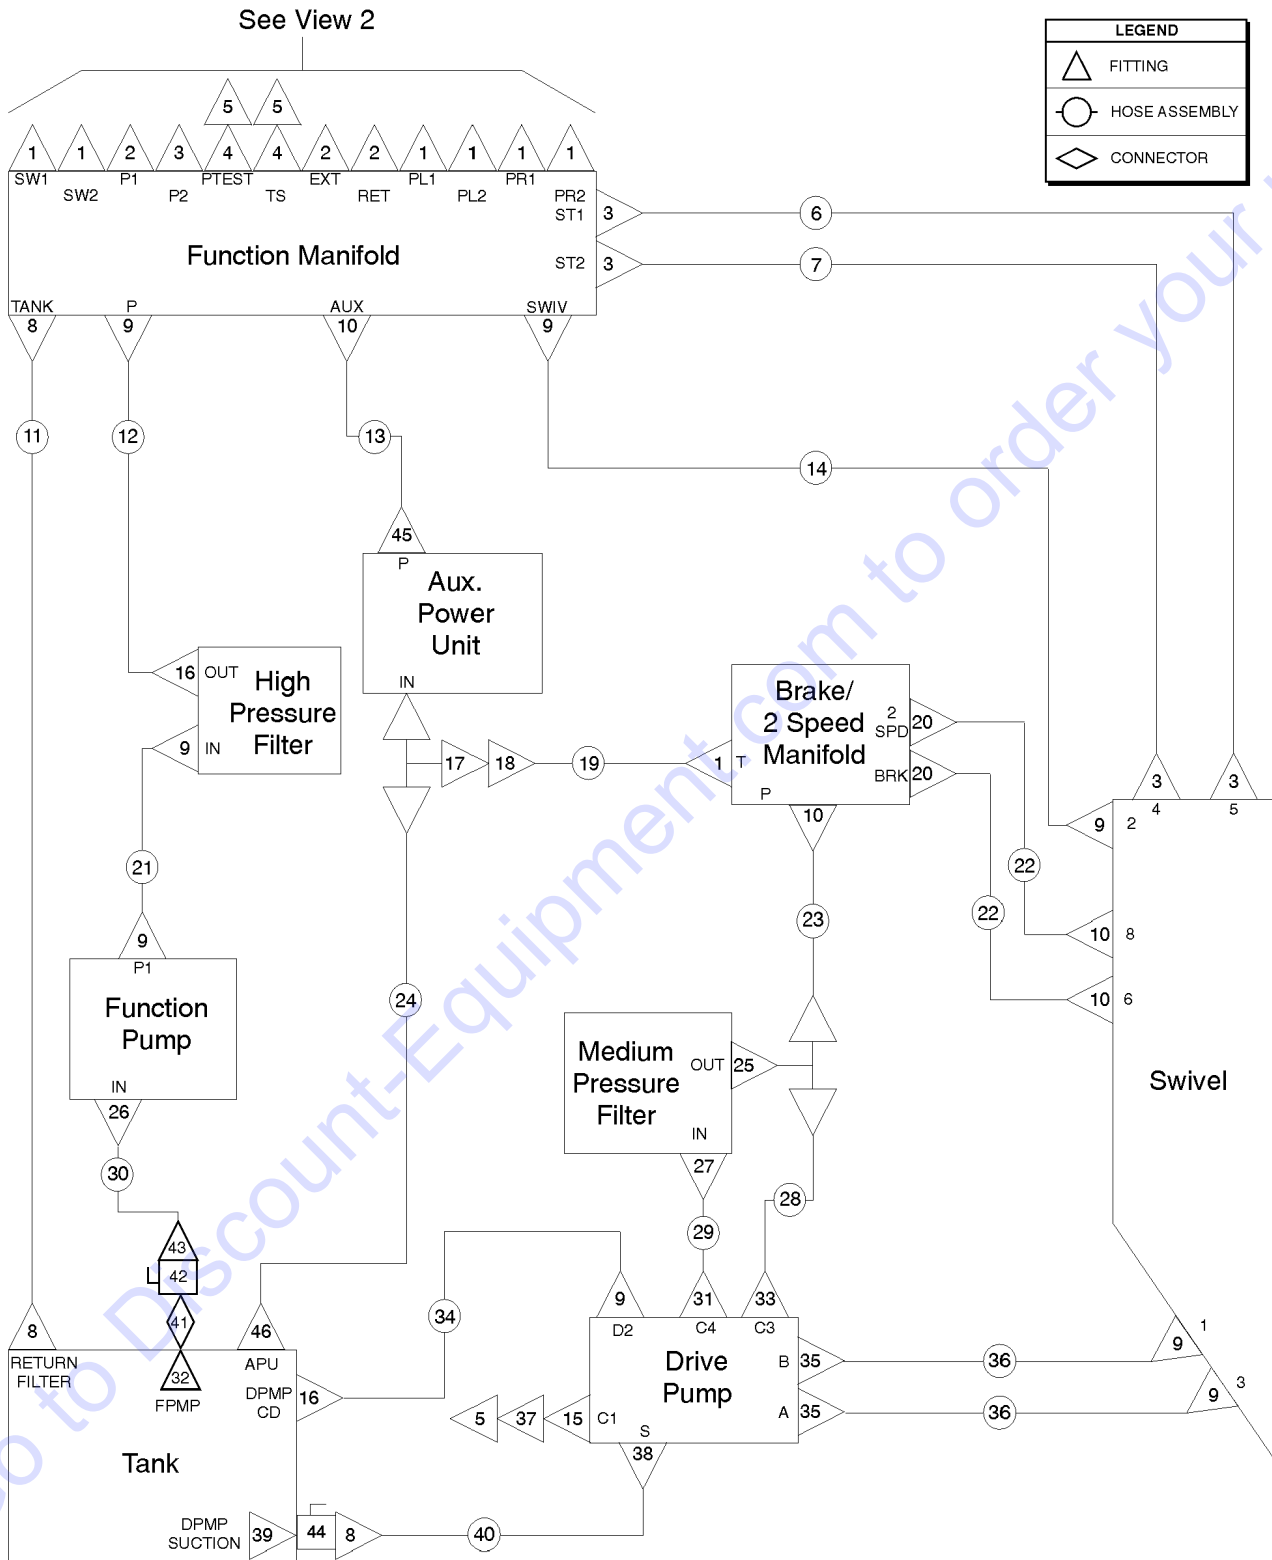 See View 2
LEGEND
FITTING
HOSE ASSEMBLY
CONNECTOR
5 5
1 1 2 3 4 4 2 2 1 1 1 1
SW1 SW2 P1 P2 PTEST TS EXT RET PL1 PL2 PR1 PR2
ST1 3 6
Function Manifold
ST2 3 7
TANK P AUX SWIV
8 9 10 9
11 12 13 14
45
P
Aux.
Power
Unit
IN
16 OUT
High
Pressure
Filter
9 IN
Brake/
2 Speed
Manifold
2
SPD 20
BRK 20
17 18 19 1 T
P
10
3 3
4 5
9 2
21
22
22
23
9
P1
Function
Pump
IN
26
10 8
10 6
24
Medium
Pressure
Filter
OUT 25
IN
27
Swivel
30
28
29
43
42
41
32
FPMP
8
RETURN
FILTER
46
APU
DPMP
CD 16
34
9 31 33
D2 C4 C3
Drive
Pump
B 35 36 9 1
A 35 36 9 3
5 37 15 C1
S
38
Tank
DPMP
SUCTION 39 44 8 40
go to Discount-Equipment.com to order your